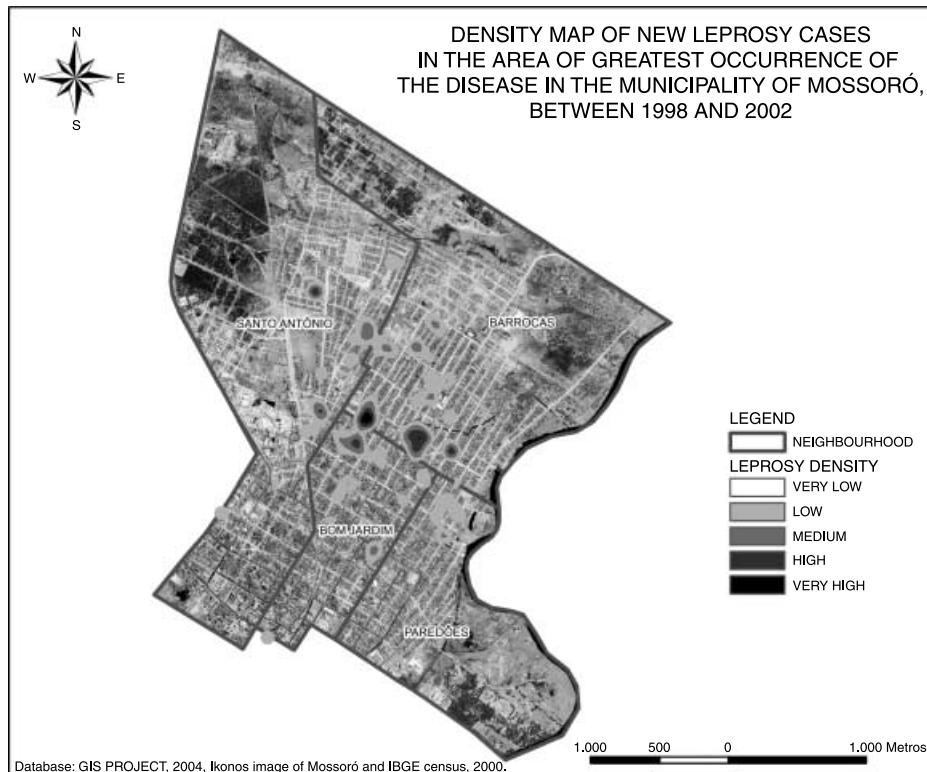 DENSITY MAP OF NEW LEPROSY CASES
IN THE AREA OF GREATEST OCCURRENCE OF
THE DISEASE IN THE MUNICIPALITY OF MOSSORÓ,
BETWEEN 1998 AND 2002
N
W E
S
SANTO ANTÔNIO
BARROCAS
BOM JARDIM
PAREDÕES
LEGEND
NEIGHBOURHOOD
LEPROSY DENSITY
VERY LOW
LOW
MEDIUM
HIGH
VERY HIGH
1.000 500 0 1.000 Metros
Database: GIS PROJECT, 2004, Ikonos image of Mossoró and IBGE census, 2000.